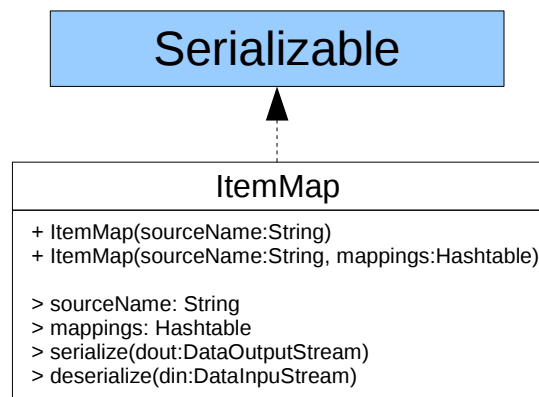 Serializable
ItemMap
+ ItemMap(sourceName:String)
+ ItemMap(sourceName:String, mappings:Hashtable)
> sourceName: String
> mappings: Hashtable
> serialize(dout:DataOutputStream)
> deserialize(din:DataInpuStream)